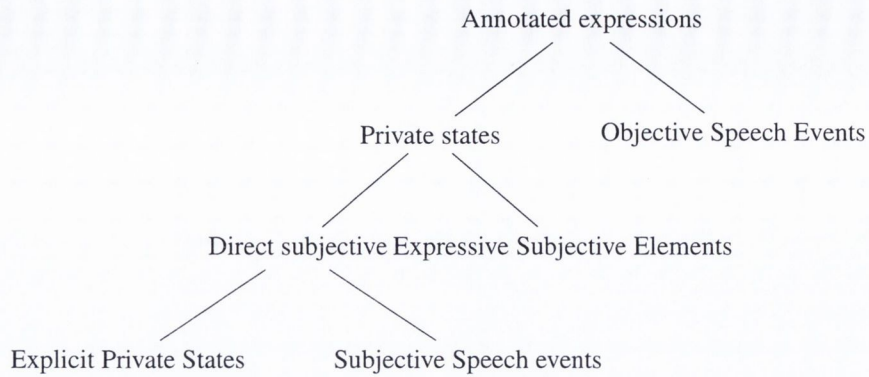 Annotated expressions
Private states
Objective Speech Events
Direct subjective
Expressive Subjective Elements
Explicit Private States
Subjective Speech events